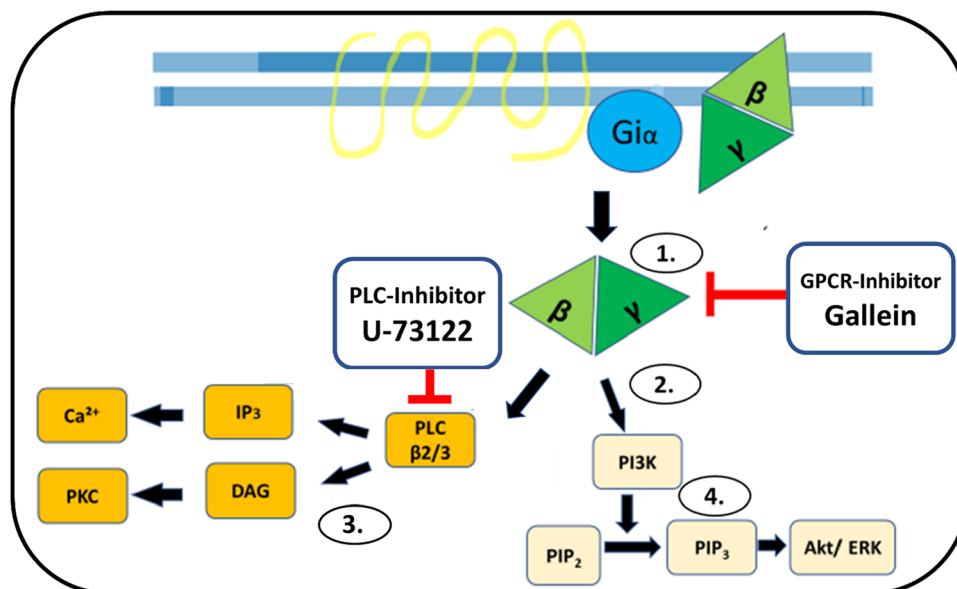 β
Giα
γ
1.
GPCR-Inhibitor
Gallein
PLC-Inhibitor
U-73122
β
γ
2.
Ca²⁺
IP₃
PLC
β2/3
PI3K
PKC
DAG
3.
4.
PIP₂
PIP₃
Akt/ ERK